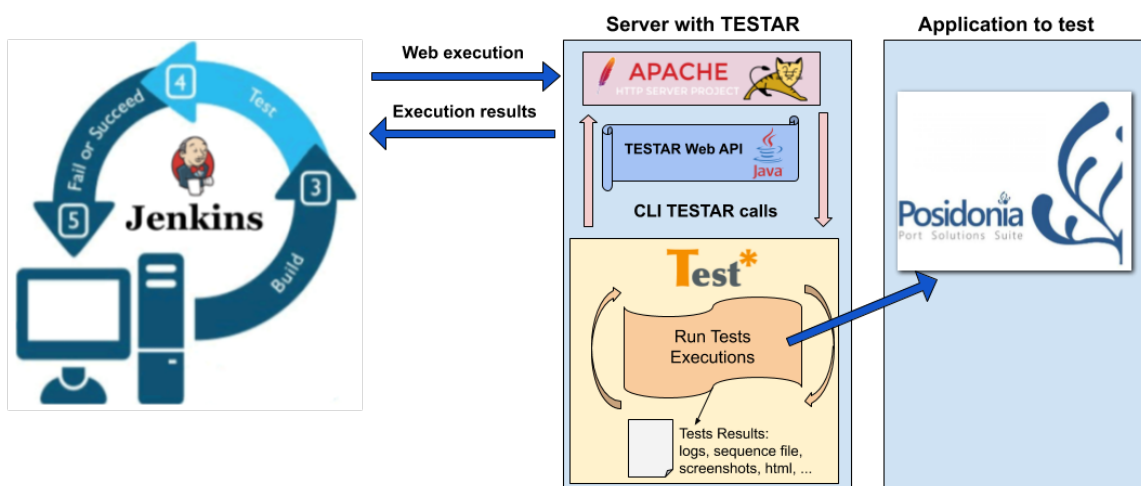 Server with TESTAR
Application to test
Web execution
Execution results
4
Test
3
Build
Fail or Succeed
5
Jenkins
APACHE
HTTP SERVER PROJECT
TESTAR Web API
Java
CLI TESTAR calls
Test*
Run Tests
Executions
Tests Results:
logs, sequence file,
screenshots, html, ...
Posidonia
Port Solutions Suite